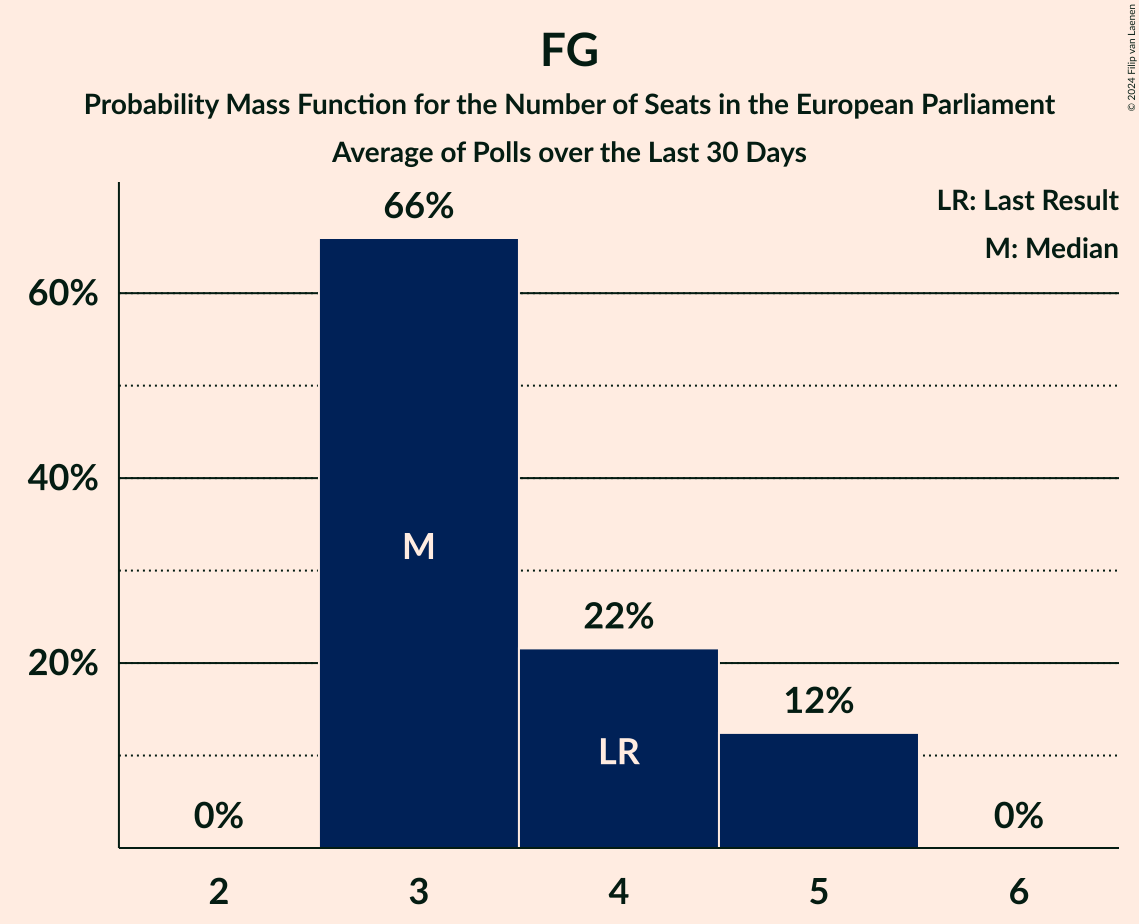 FG
Probability Mass Function for the Number of Seats in the European Parliament
Average of Polls over the Last 30 Days
© 2024 Filip van Laenen
LR: Last Result
M: Median
66%
60%
40%
M
22%
20%
12%
LR
0%
0%
2
3
4
5
6